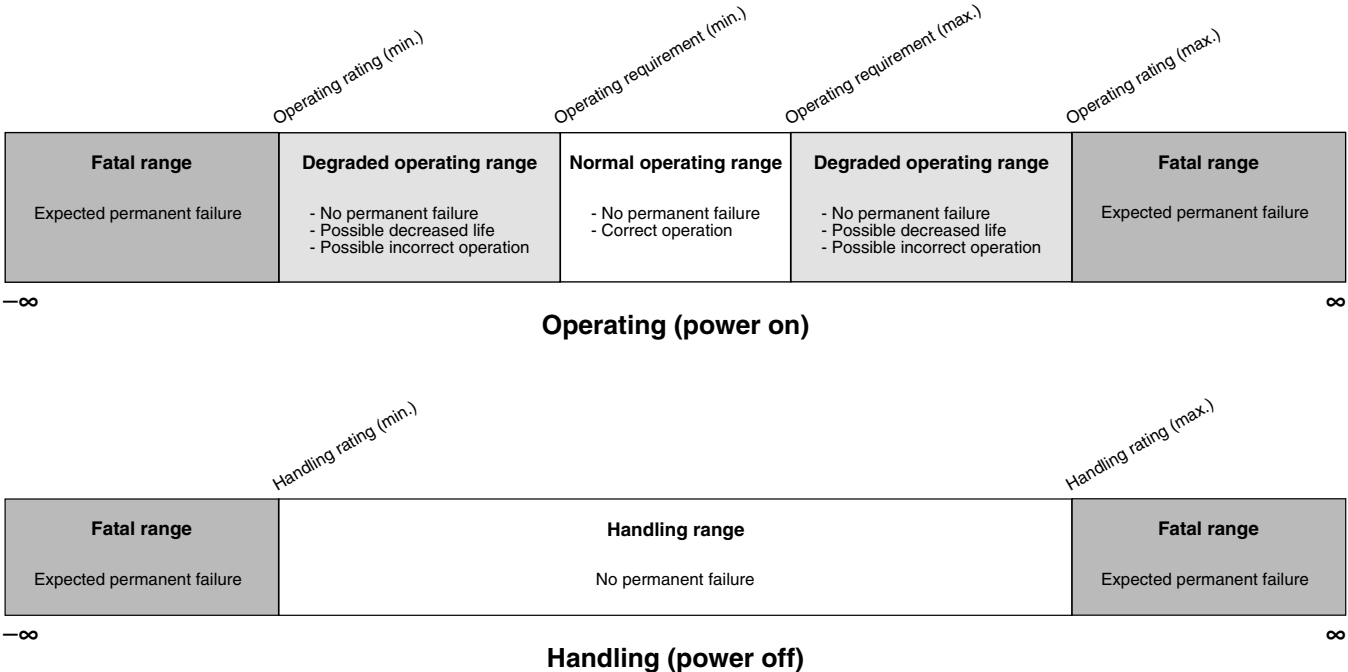 Operating rating (min.)
Operating requirement (min.)
Operating requirement (max.)
Operating rating (max.)
Fatal range
Degraded operating range
Normal operating range
Degraded operating range
Fatal range
Expected permanent failure
- No permanent failure
- Possible decreased life
- Possible incorrect operation
- No permanent failure
- Correct operation
- No permanent failure
- Possible decreased life
- Possible incorrect operation
Expected permanent failure
–∞
∞
Operating (power on)
Handling rating (min.)
Handling rating (max.)
Fatal range
Handling range
Fatal range
Expected permanent failure
No permanent failure
Expected permanent failure
–∞
∞
Handling (power off)